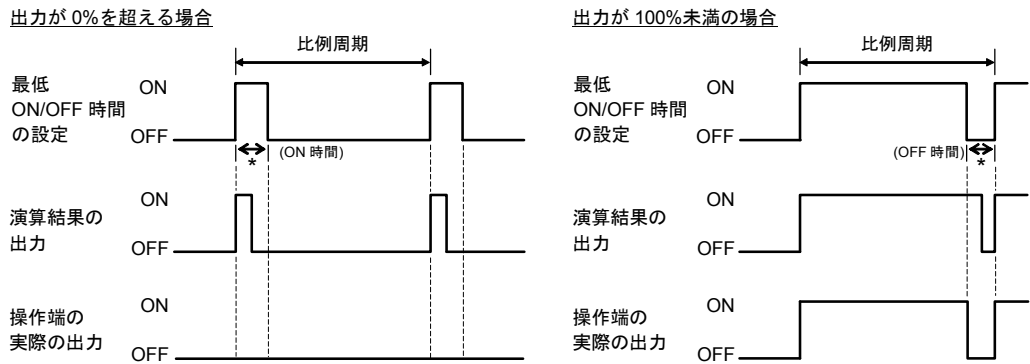 出力が 0%を超える場合
比例周期
最低
ON/OFF 時間
の設定
ON
OFF
(ON 時間)
*
演算結果の
出力
ON
OFF
操作端の
実際の出力
ON
OFF
出力が 100%未満の場合
比例周期
最低
ON/OFF 時間
の設定
ON
OFF
(OFF 時間)
*
演算結果の
出力
ON
OFF
操作端の
実際の出力
ON
OFF